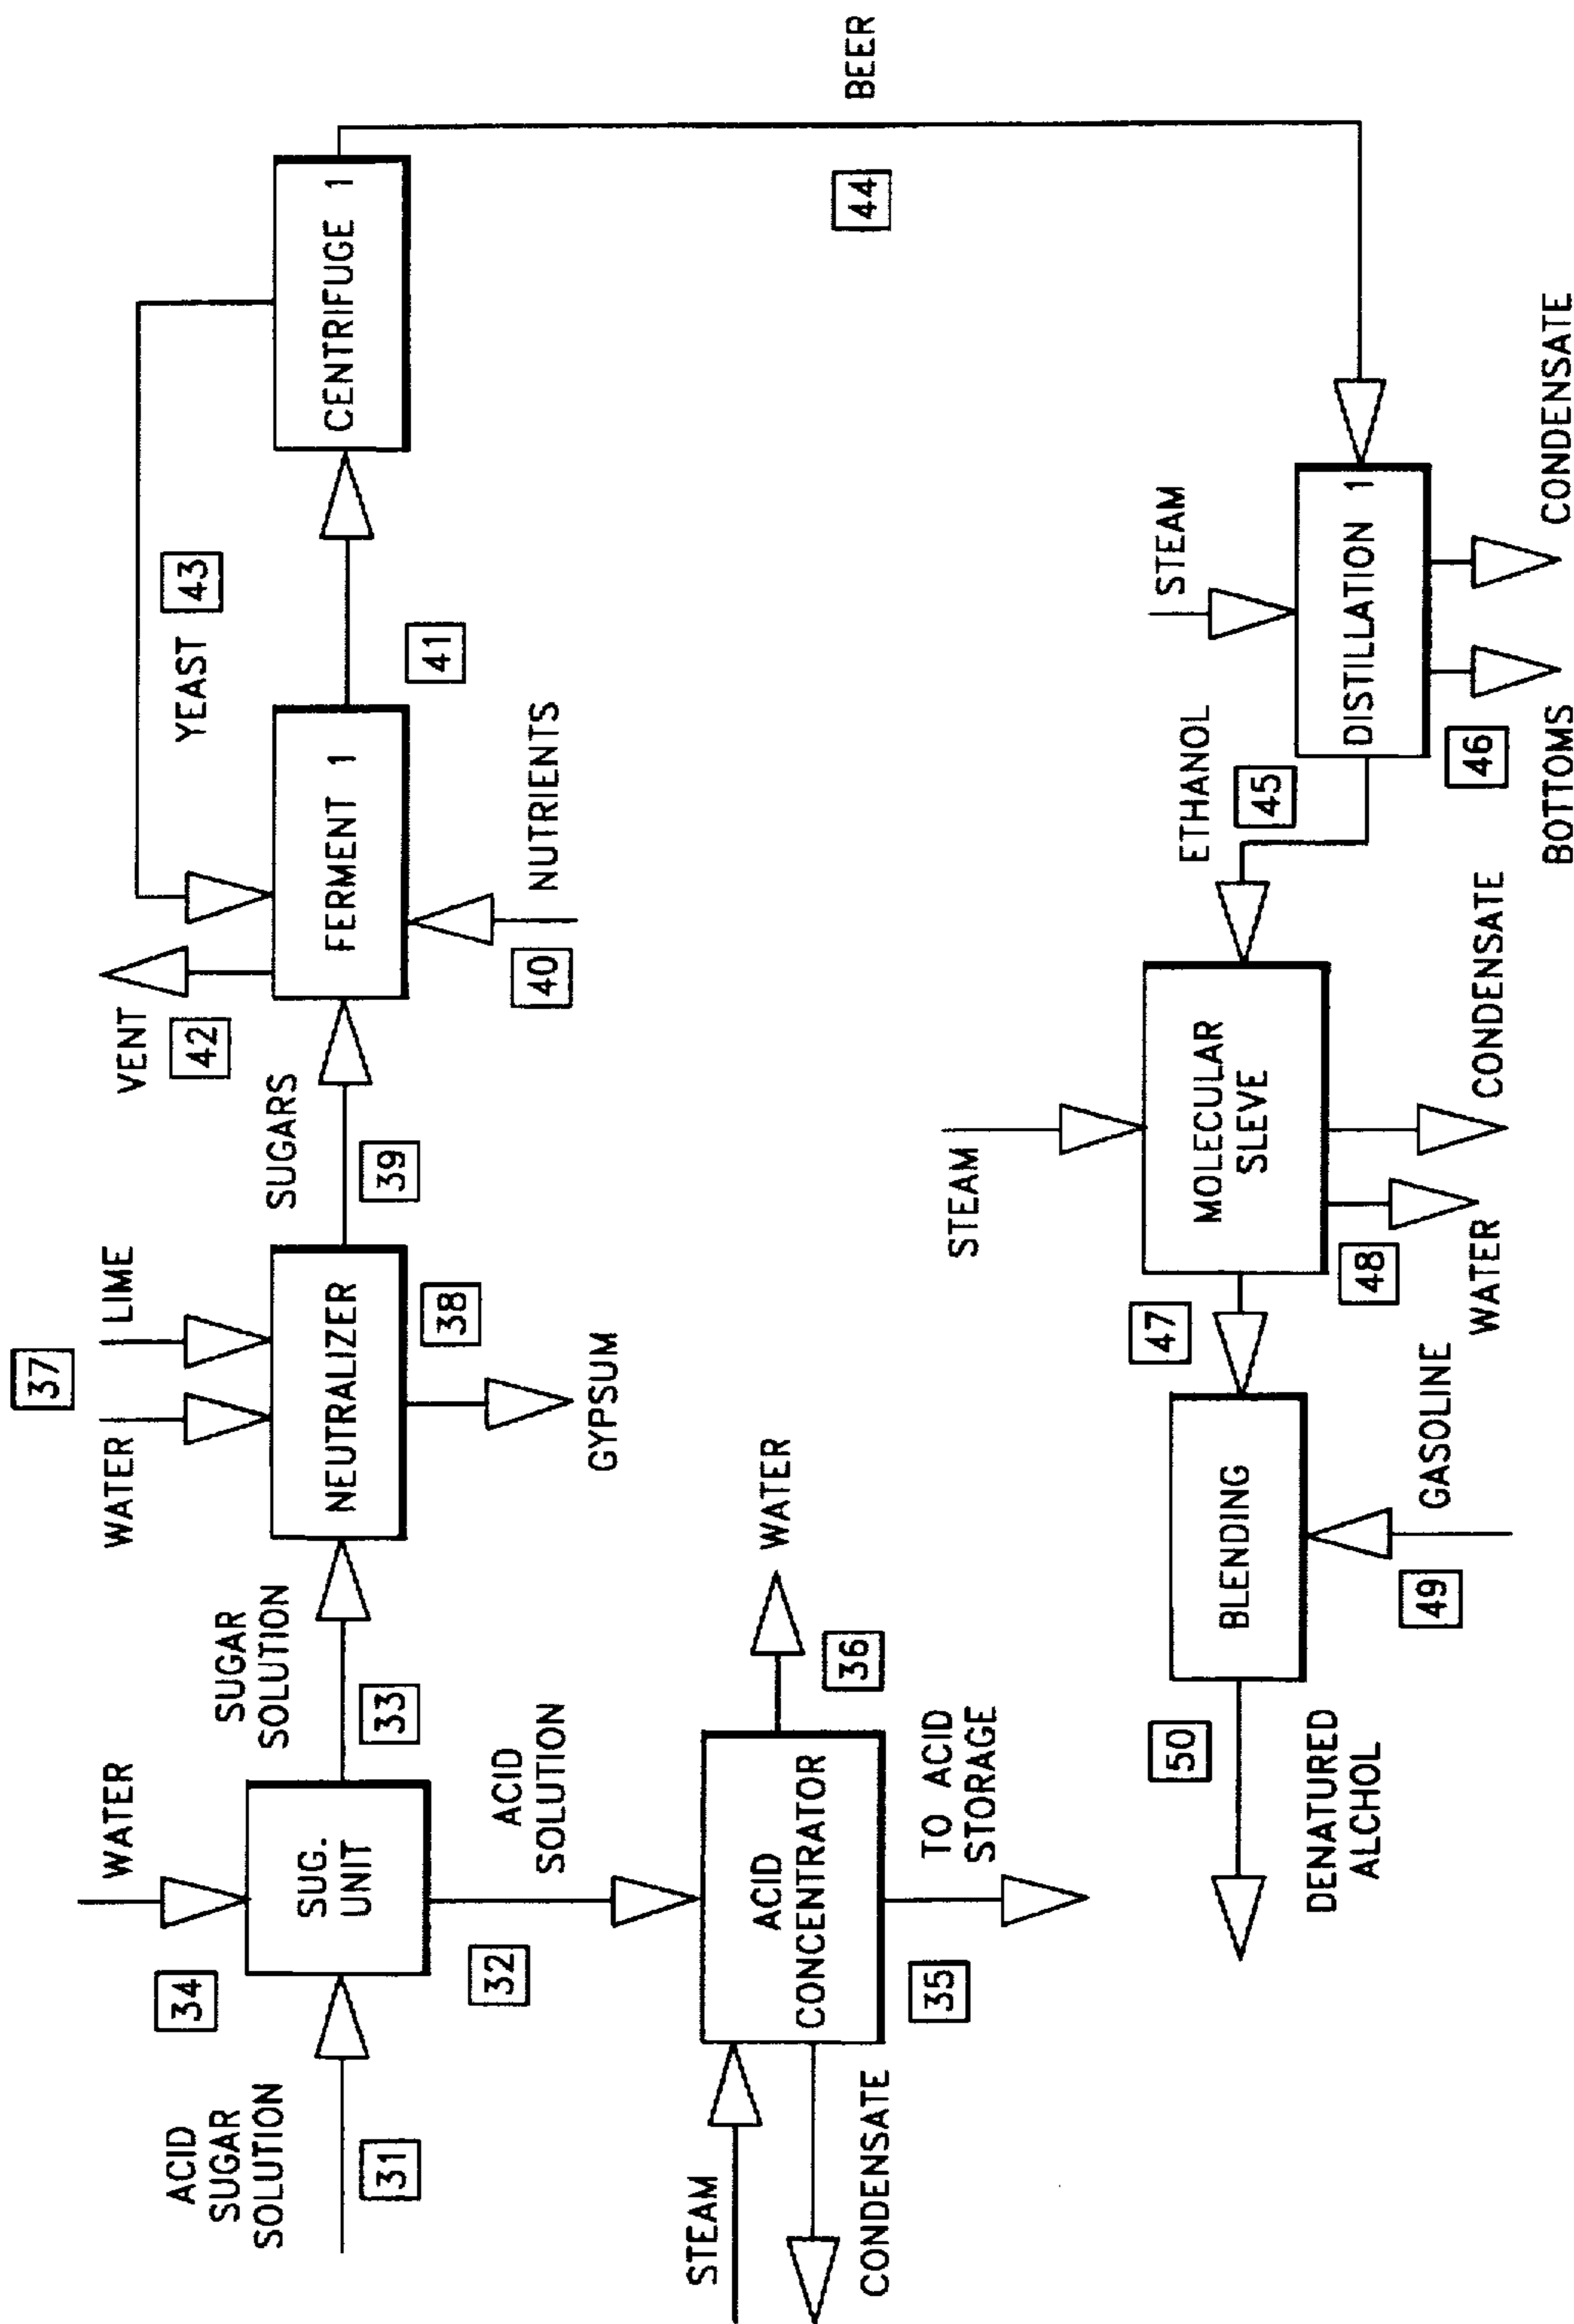 37
WATER
LIME
34
WATER
ACID
SUGAR
SOLUTION
31
SUG.
UNIT
SUGAR
SOLUTION
33
NEUTRALIZER
38
GYPSUM
SUGARS
39
VENT
42
FERMENT 1
40
NUTRIENTS
YEAST
43
41
CENTRIFUGE 1
32
ACID
SOLUTION
STEAM
CONDENSATE
ACID
CONCENTRATOR
WATER
36
35
TO ACID
STORAGE
44
BEER
STEAM
DISTILLATION 1
CONDENSATE
46
BOTTOMS
ETHANOL
45
STEAM
MOLECULAR
SLEVE
CONDENSATE
48
WATER
47
BLENDING
GASOLINE
49
50
DENATURED
ALCHOL